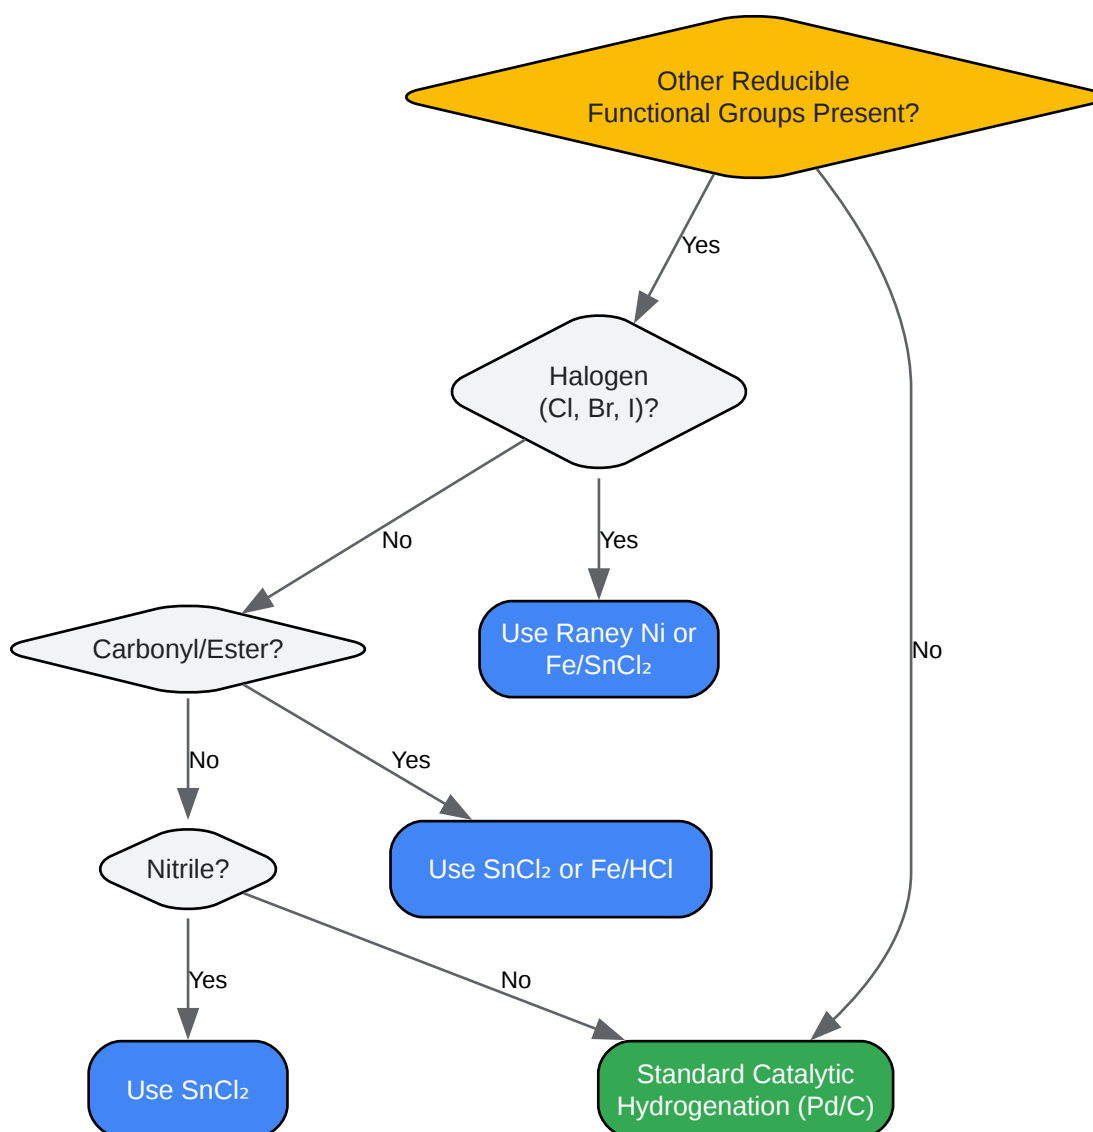 Other Reducible
Functional Groups Present?
Yes
Halogen
(Cl, Br, I)?
No
Yes
Use Raney Ni or
Fe/SnCl₂
Carbonyl/Ester?
No
No
Yes
Nitrile?
Use SnCl₂ or Fe/HCl
Yes
No
Use SnCl₂
Standard Catalytic
Hydrogenation (Pd/C)